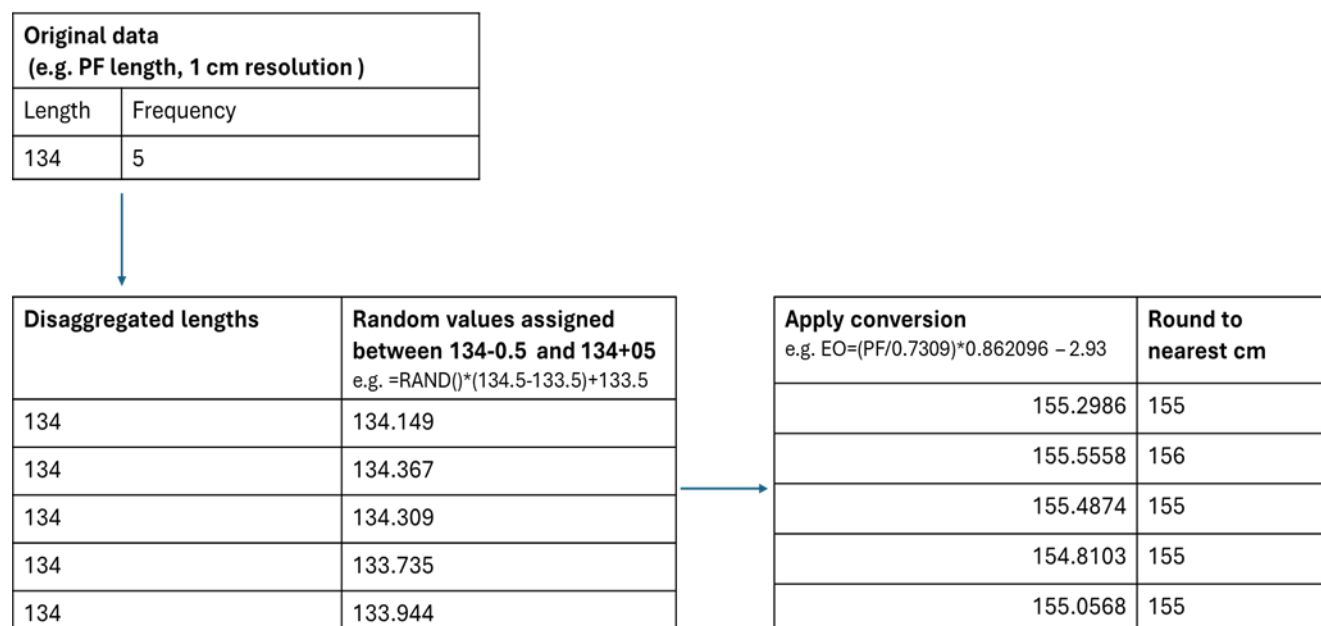 Original data
(e.g. PF length, 1 cm resolution )
Length Frequency
134 5
Disaggregated lengths
Random values assigned
between 134-0.5 and 134+05
e.g. =RAND()*(134.5-133.5)+133.5
134 134.149
134 134.367
134 134.309
134 133.735
134 133.944
Apply conversion
e.g. EO=(PF/0.7309)*0.862096 – 2.93
Round to
nearest cm
155.2986 155
155.5558 156
155.4874 155
154.8103 155
155.0568 155